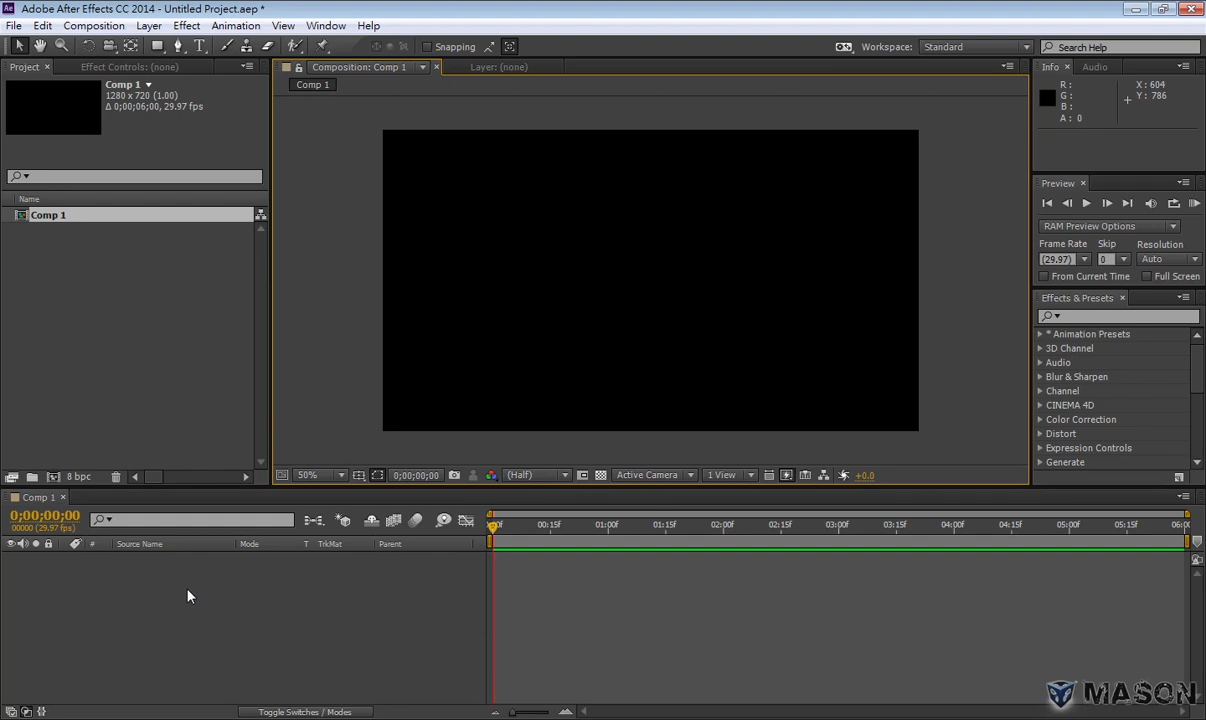 Adobe After Effects CC 2014 - Untitled Project.aep *
File Edit Composition Layer Effect Animation View Window Help
Snapping
Workspace: Standard
Search Help
Project
Effect Controls: (none)
Composition: Comp 1
Layer: (none)
Info
Audio
Comp 1
1280 x 720 (1.00)
Δ 0;00;06;00, 29.97 fps
Comp 1
R :
G :
B :
A : 0
X : 604
Y : 786
Preview
RAM Preview Options
Frame Rate Skip Resolution
(29.97) 0 Auto
From Current Time Full Screen
Name
Comp 1
Effects & Presets
* Animation Presets
3D Channel
Audio
Blur & Sharpen
Channel
CINEMA 4D
Color Correction
Distort
Expression Controls
Generate
8 bpc
50% 0;00;00;00 (Half) Active Camera 1 View +0.0
Comp 1
0;00;00;00
00000 (29.97 fps)
:00f 00:15f 01:00f 01:15f 02:00f 02:15f 03:00f 03:15f 04:00f 04:15f 05:00f 05:15f 06:00
# Source Name Mode T TrkMat Parent
Toggle Switches / Modes
MASON